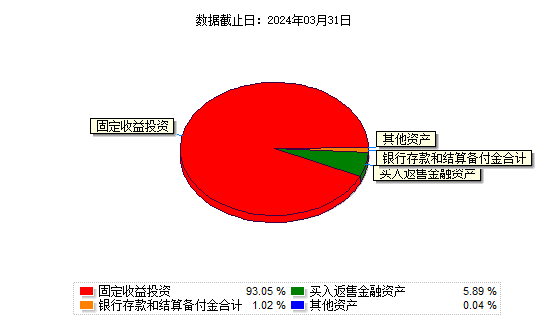 数据截止日：2024年03月31日
固定收益投资
其他资产
银行存款和结算备付金合计
买入返售金融资产
固定收益投资 93.05 % 买入返售金融资产 5.89 %
银行存款和结算备付金合计 1.02 % 其他资产 0.04 %